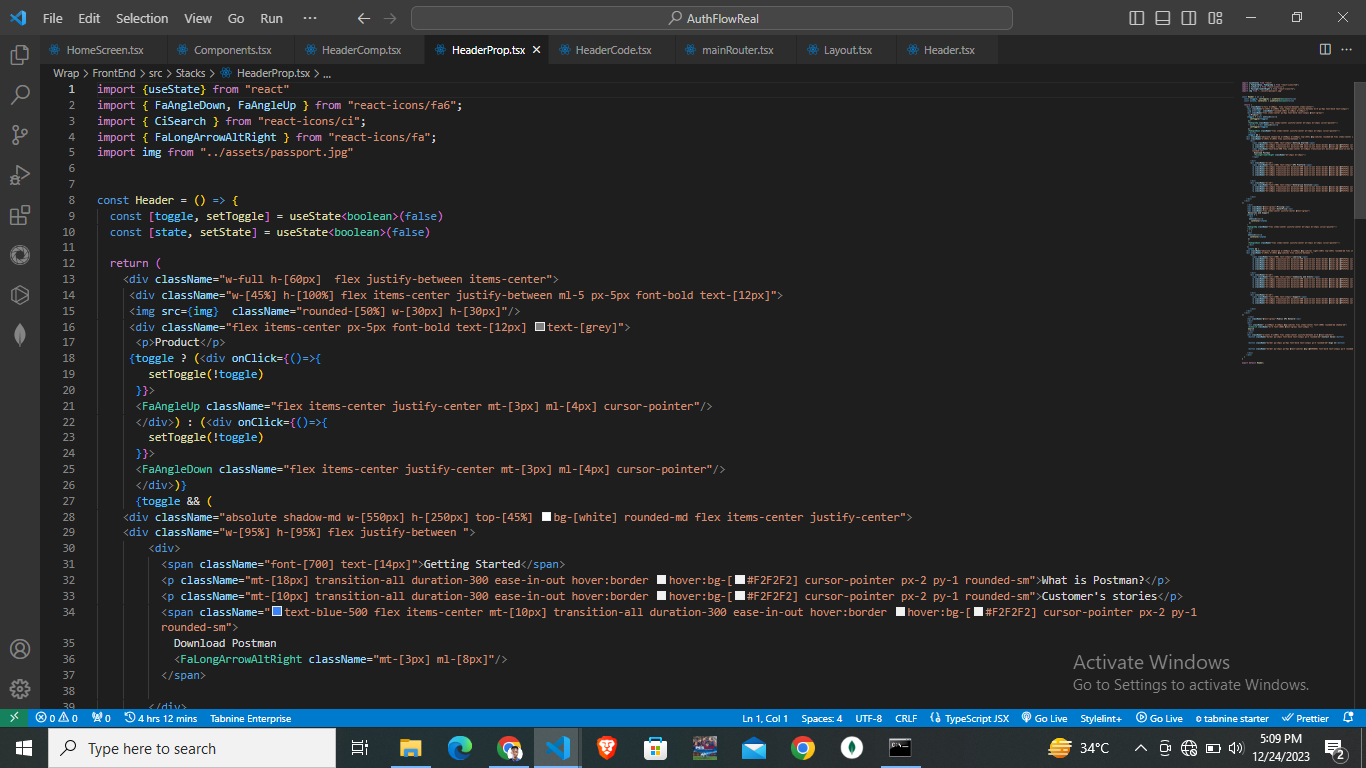 File Edit Selection View Go Run ··· AuthFlowReal
HomeScreen.tsx Components.tsx HeaderComp.tsx HeaderProp.tsx HeaderCode.tsx mainRouter.tsx Layout.tsx Header.tsx
Wrap > FrontEnd > src > Stacks > HeaderProp.tsx > ...
1 import {useState} from "react"
2 import { FaAngleDown, FaAngleUp } from "react-icons/fa6";
3 import { CiSearch } from "react-icons/ci";
4 import { FaLongArrowAltRight } from "react-icons/fa";
5 import img from "../assets/passport.jpg"
6
7
8 const Header = () => {
9 const [toggle, setToggle] = useState<boolean>(false)
10 const [state, setState] = useState<boolean>(false)
11
12 return (
13 <div className="w-full h-[60px]  flex justify-between items-center">
14 <div className="w-[45%] h-[100%] flex items-center justify-between ml-5 px-5px font-bold text-[12px]">
15 <img src={img}  className="rounded-[50%] w-[30px] h-[30px]"/>
16 <div className="flex items-center px-5px font-bold text-[12px] text-[grey]">
17 <p>Product</p>
18 {toggle ? (<div onClick={()=>{
19 setToggle(!toggle)
20 }}>
21 <FaAngleUp className="flex items-center justify-center mt-[3px] ml-[4px] cursor-pointer"/>
22 </div>) : (<div onClick={()=>{
23 setToggle(!toggle)
24 }}>
25 <FaAngleDown className="flex items-center justify-center mt-[3px] ml-[4px] cursor-pointer"/>
26 </div>)}
27 {toggle && (
28 <div className="absolute shadow-md w-[550px] h-[250px] top-[45%] bg-[white] rounded-md flex items-center justify-center">
29 <div className="w-[95%] h-[95%] flex justify-between ">
30 <div>
31 <span className="font-[700] text-[14px]">Getting Started</span>
32 <p className="mt-[18px] transition-all duration-300 ease-in-out hover:border hover:bg-[#F2F2F2] cursor-pointer px-2 py-1 rounded-sm">What is Postman?</p>
33 <p className="mt-[10px] transition-all duration-300 ease-in-out hover:border hover:bg-[#F2F2F2] cursor-pointer px-2 py-1 rounded-sm">Customer's stories</p>
34 <span className="text-blue-500 flex items-center mt-[10px] transition-all duration-300 ease-in-out hover:border hover:bg-[#F2F2F2] cursor-pointer px-2 py-1
rounded-sm">
35 Download Postman
36 <FaLongArrowAltRight className="mt-[3px] ml-[8px]"/>
37 </span>
38
39 </div>
Activate Windows
Go to Settings to activate Windows.
0 0 0 4 hrs 12 mins Tabnine Enterprise Ln 1, Col 1 Spaces: 4 UTF-8 CRLF TypeScript JSX Go Live Stylelint+ Go Live tabnine starter Prettier
Type here to search 34°C 5:09 PM
12/24/2023 2